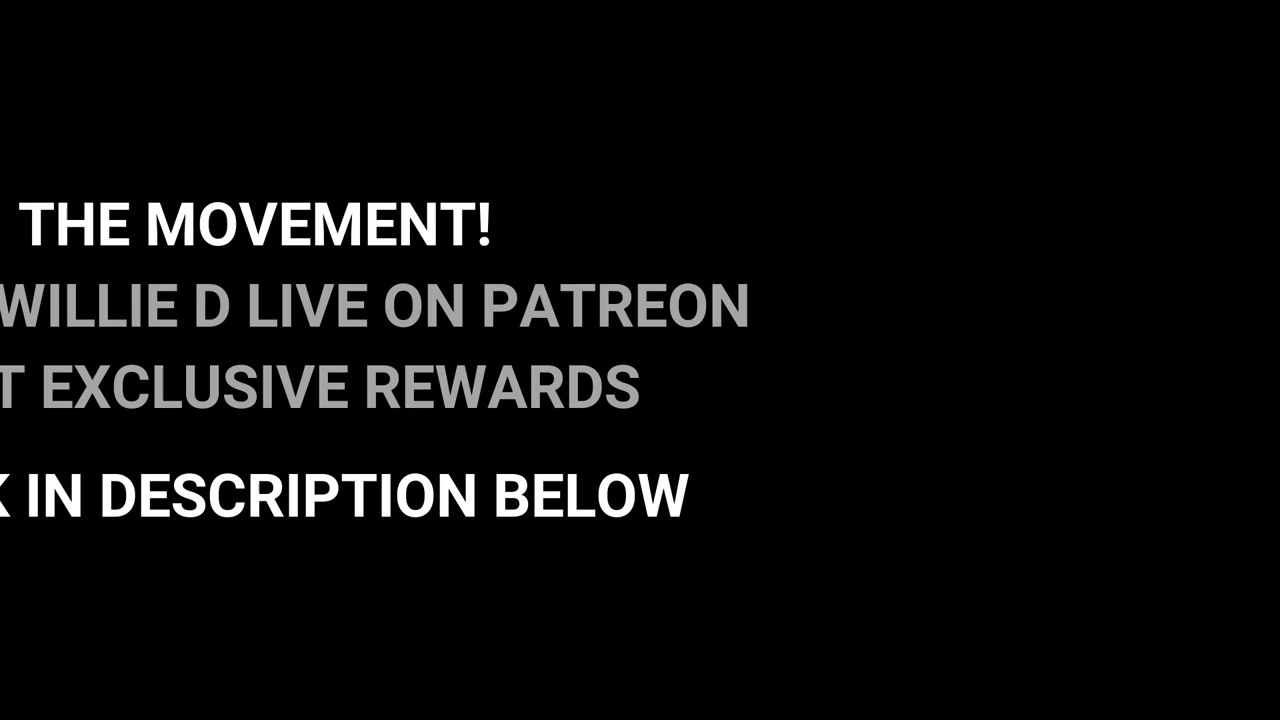 THE MOVEMENT!
WILLIE D LIVE ON PATREON
T EXCLUSIVE REWARDS
K IN DESCRIPTION BELOW